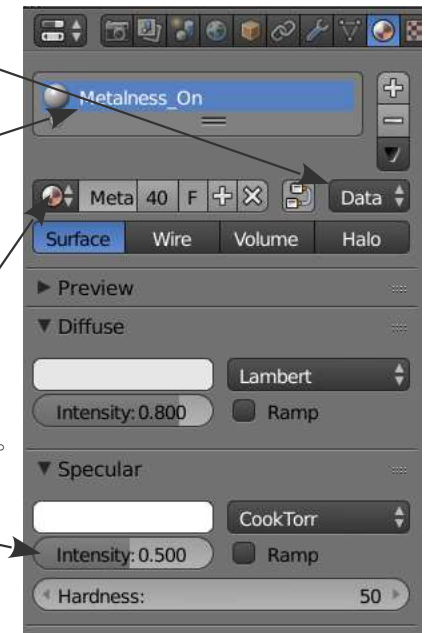 Metalness_On
Meta 40 F Data
Surface Wire Volume Halo
Preview
Diffuse
Lambert
Intensity: 0.800 Ramp
。
Specular
CookTorr
Intensity: 0.500 Ramp
Hardness: 50